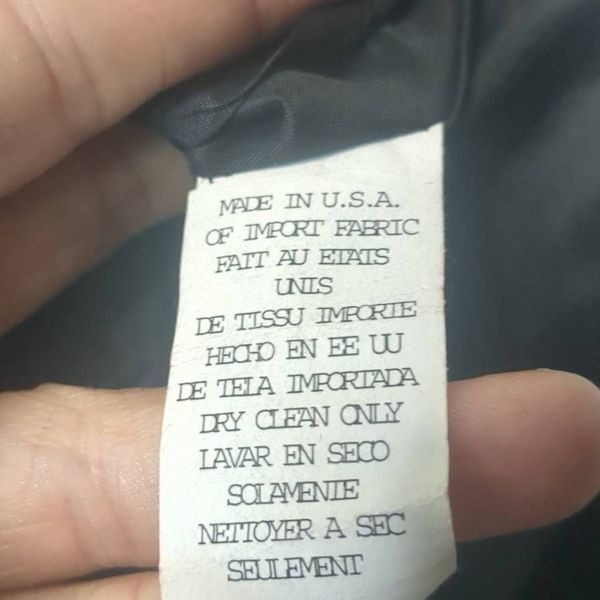 MADE IN U.S.A.
OF IMPORT FABRIC
FAIT AU ETATS
UNIS
DE TISSU IMPORTE
HECHO EN EE UU
DE TELA IMPORTADA
DRY CLEAN ONLY
LAVAR EN SECO
SOLAMENTE
NETTOYER A SEC
SEULEMENT